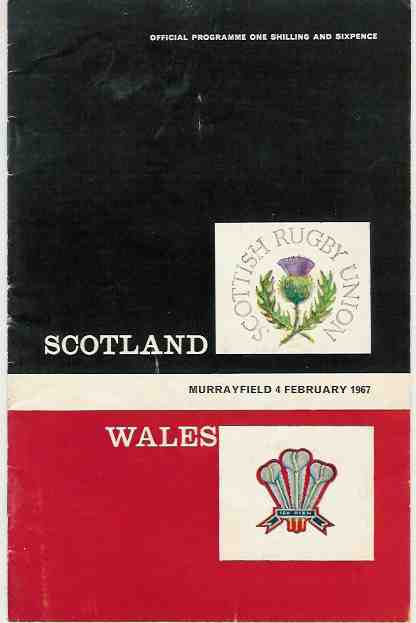 OFFICIAL PROGRAMME ONE SHILLING AND SIXPENCE
SCOTTISH RUGBY UNION
SCOTLAND
MURRAYFIELD 4 FEBRUARY 1967
WALES
ICH DIEN